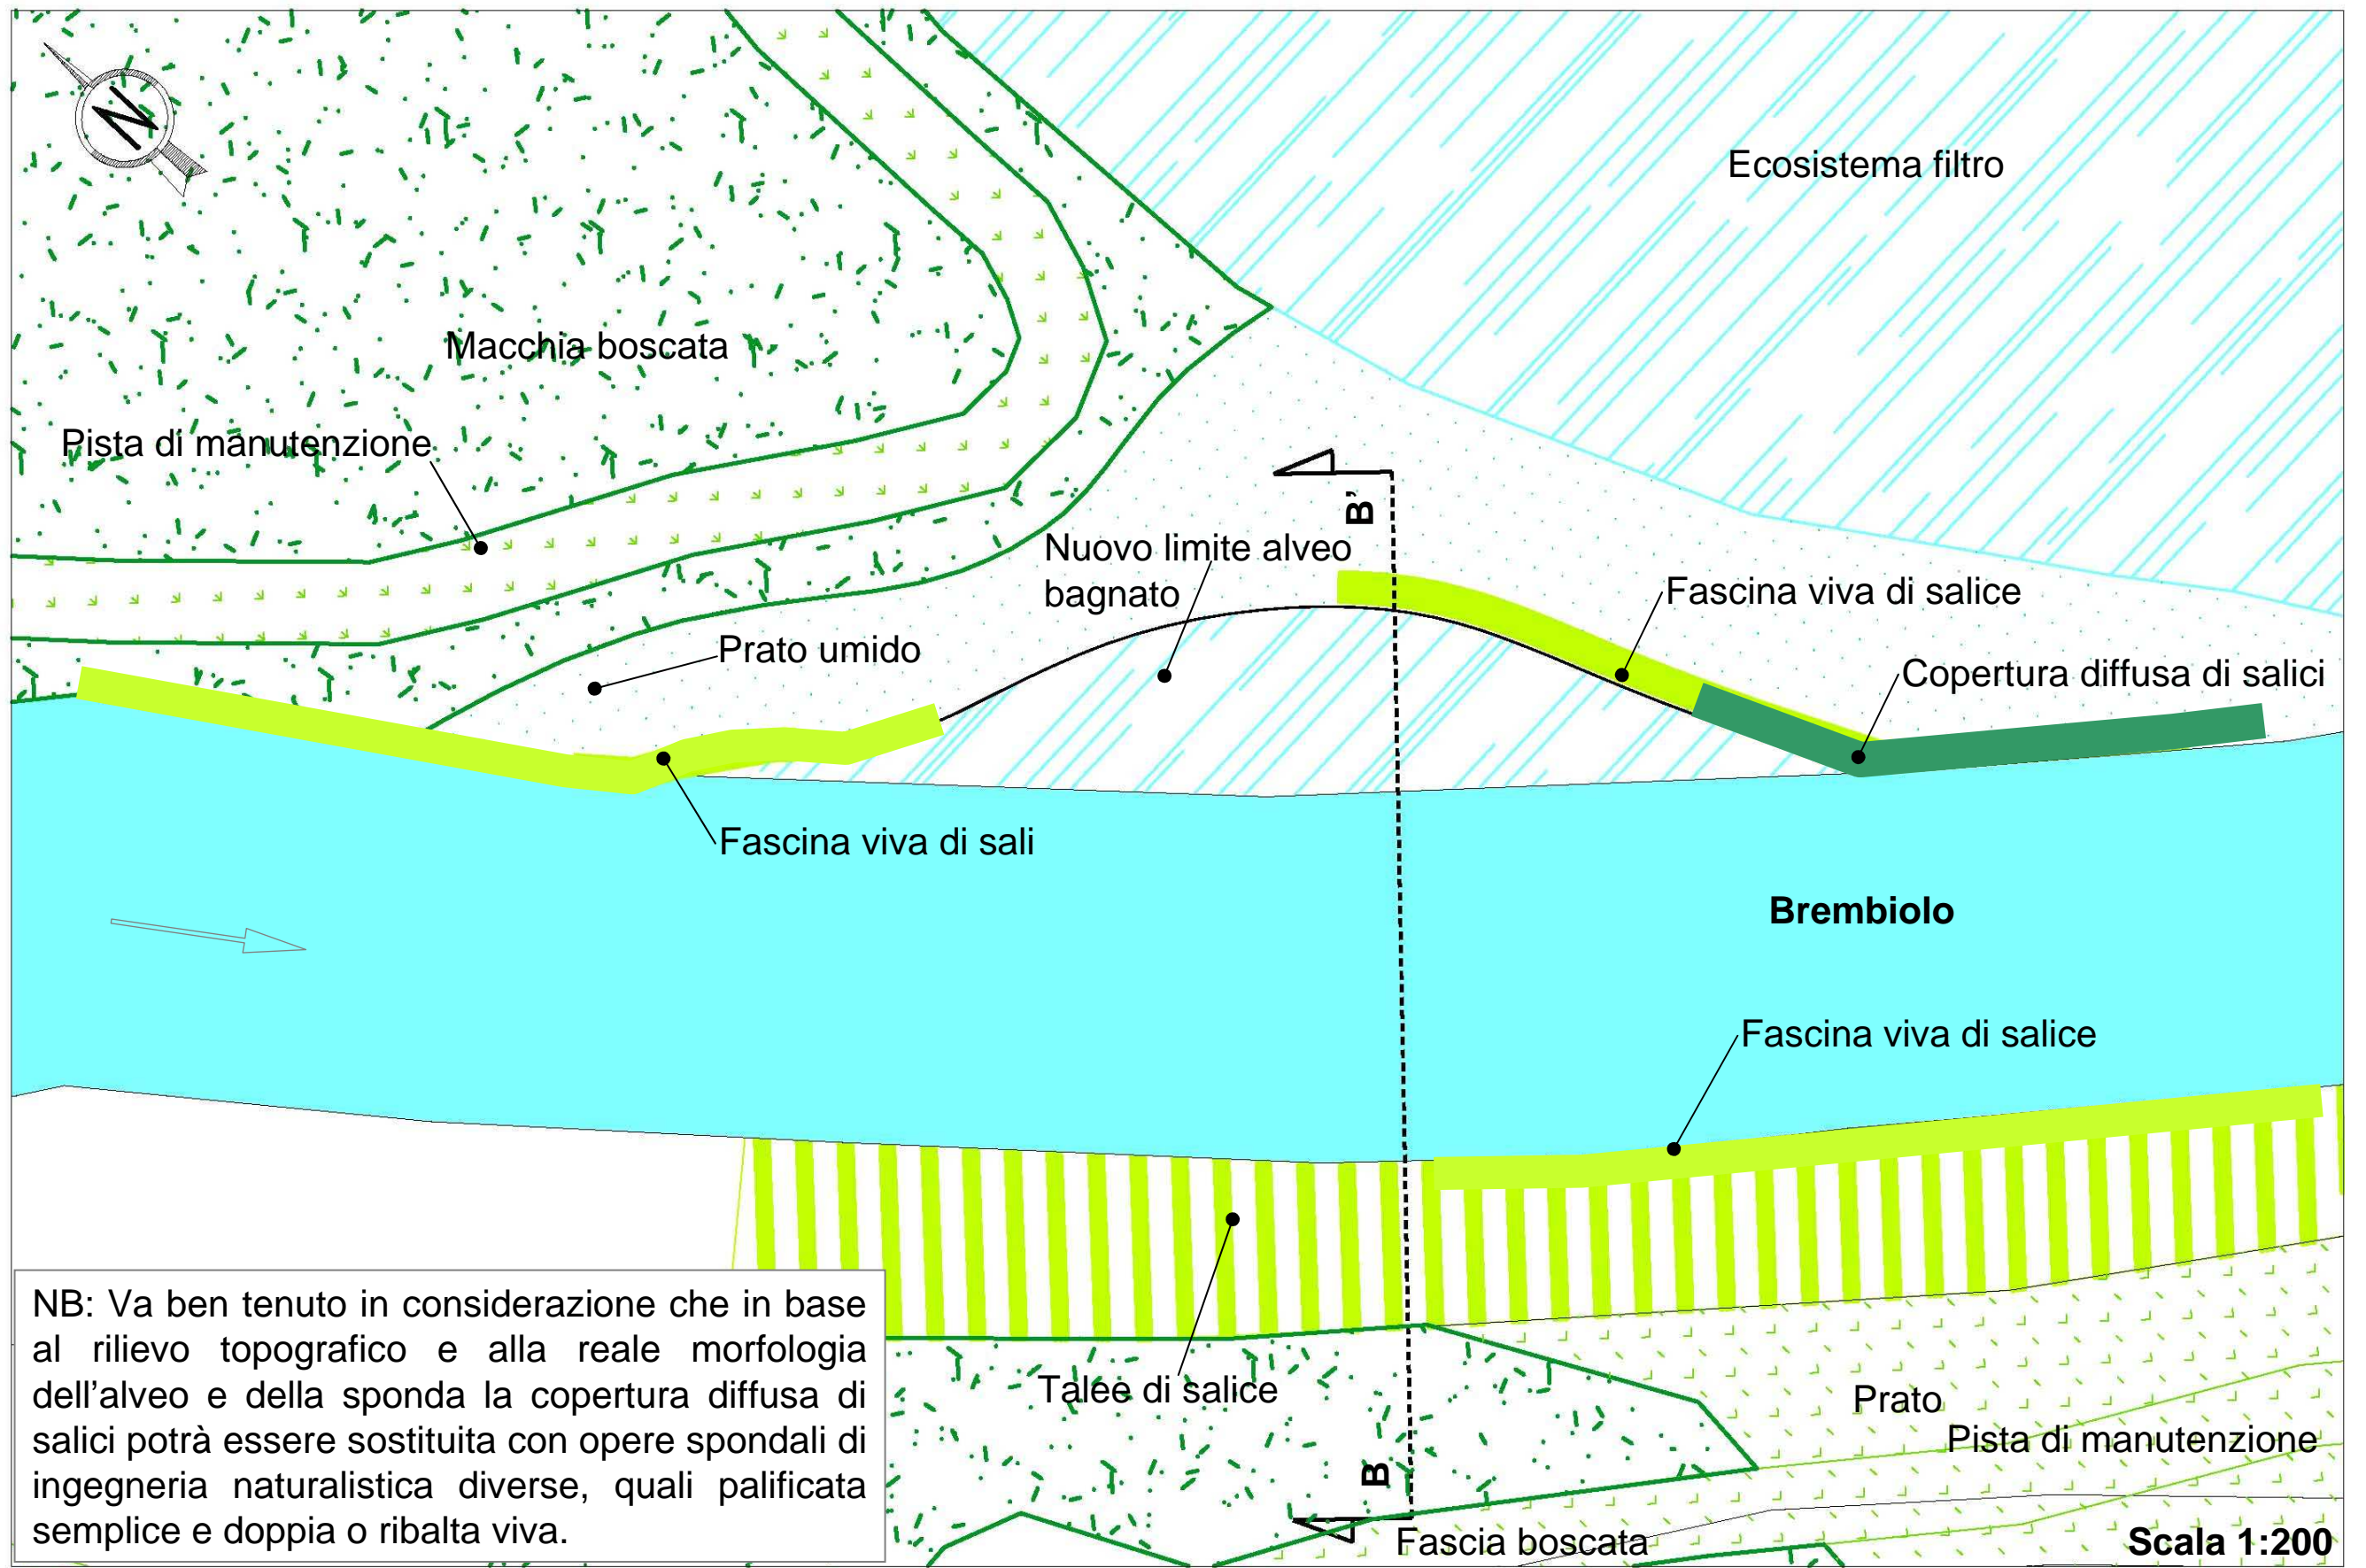 N
Ecosistema filtro
Macchia boscata
Pista di manutenzione
B'
Nuovo limite alveo
bagnato
Fascina viva di salice
Prato umido
Copertura diffusa di salici
Fascina viva di sali
Brembiolo
Fascina viva di salice
NB: Va ben tenuto in considerazione che in base
al rilievo topografico e alla reale morfologia
dell’alveo e della sponda la copertura diffusa di
salici potrà essere sostituita con opere spondali di
ingegneria naturalistica diverse, quali palificata
semplice e doppia o ribalta viva.
Talee di salice
Prato
Pista di manutenzione
B
Fascia boscata
Scala 1:200